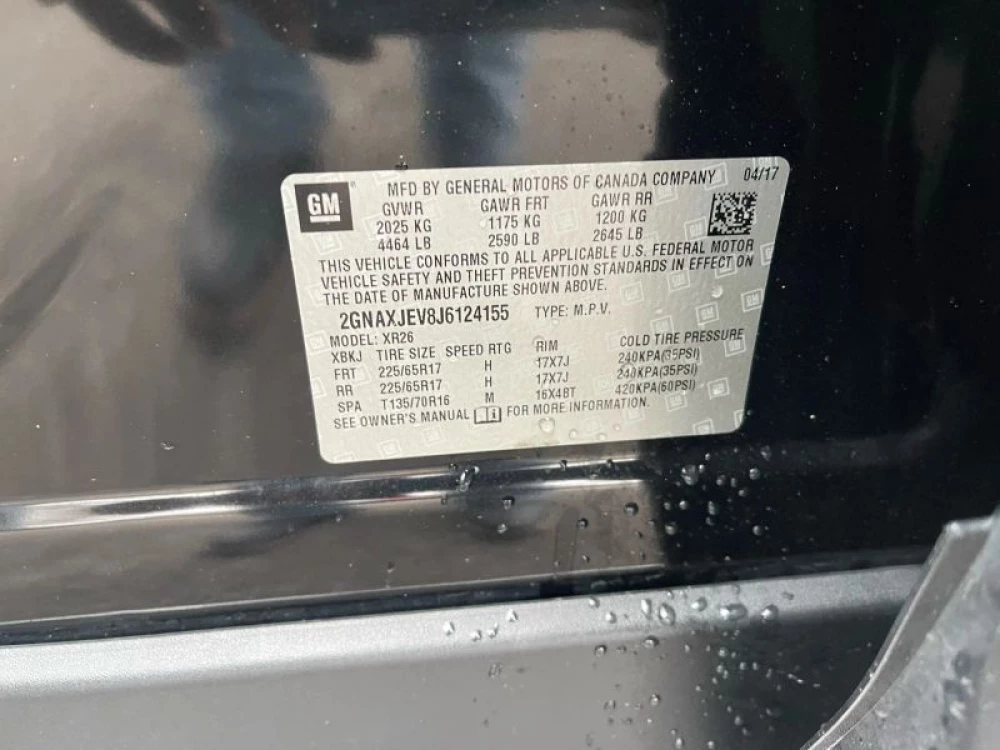 GM
MFD BY GENERAL MOTORS OF CANADA COMPANY 04/17
GVWR GAWR FRT GAWR RR
2025 KG 1175 KG 1200 KG
4464 LB 2590 LB 2645 LB
THIS VEHICLE CONFORMS TO ALL APPLICABLE U.S. FEDERAL MOTOR
VEHICLE SAFETY AND THEFT PREVENTION STANDARDS IN EFFECT ON
THE DATE OF MANUFACTURE SHOWN ABOVE.
2GNAXJEV8J6124155 TYPE: M.P.V.
MODEL: XR26
XBKJ TIRE SIZE SPEED RTG RIM COLD TIRE PRESSURE
FRT 225/65R17 H 17X7J 240KPA(35PSI)
RR 225/65R17 H 17X7J 240KPA(35PSI)
SPA T135/70R16 M 16X4BT 420KPA(60PSI)
SEE OWNER'S MANUAL FOR MORE INFORMATION.